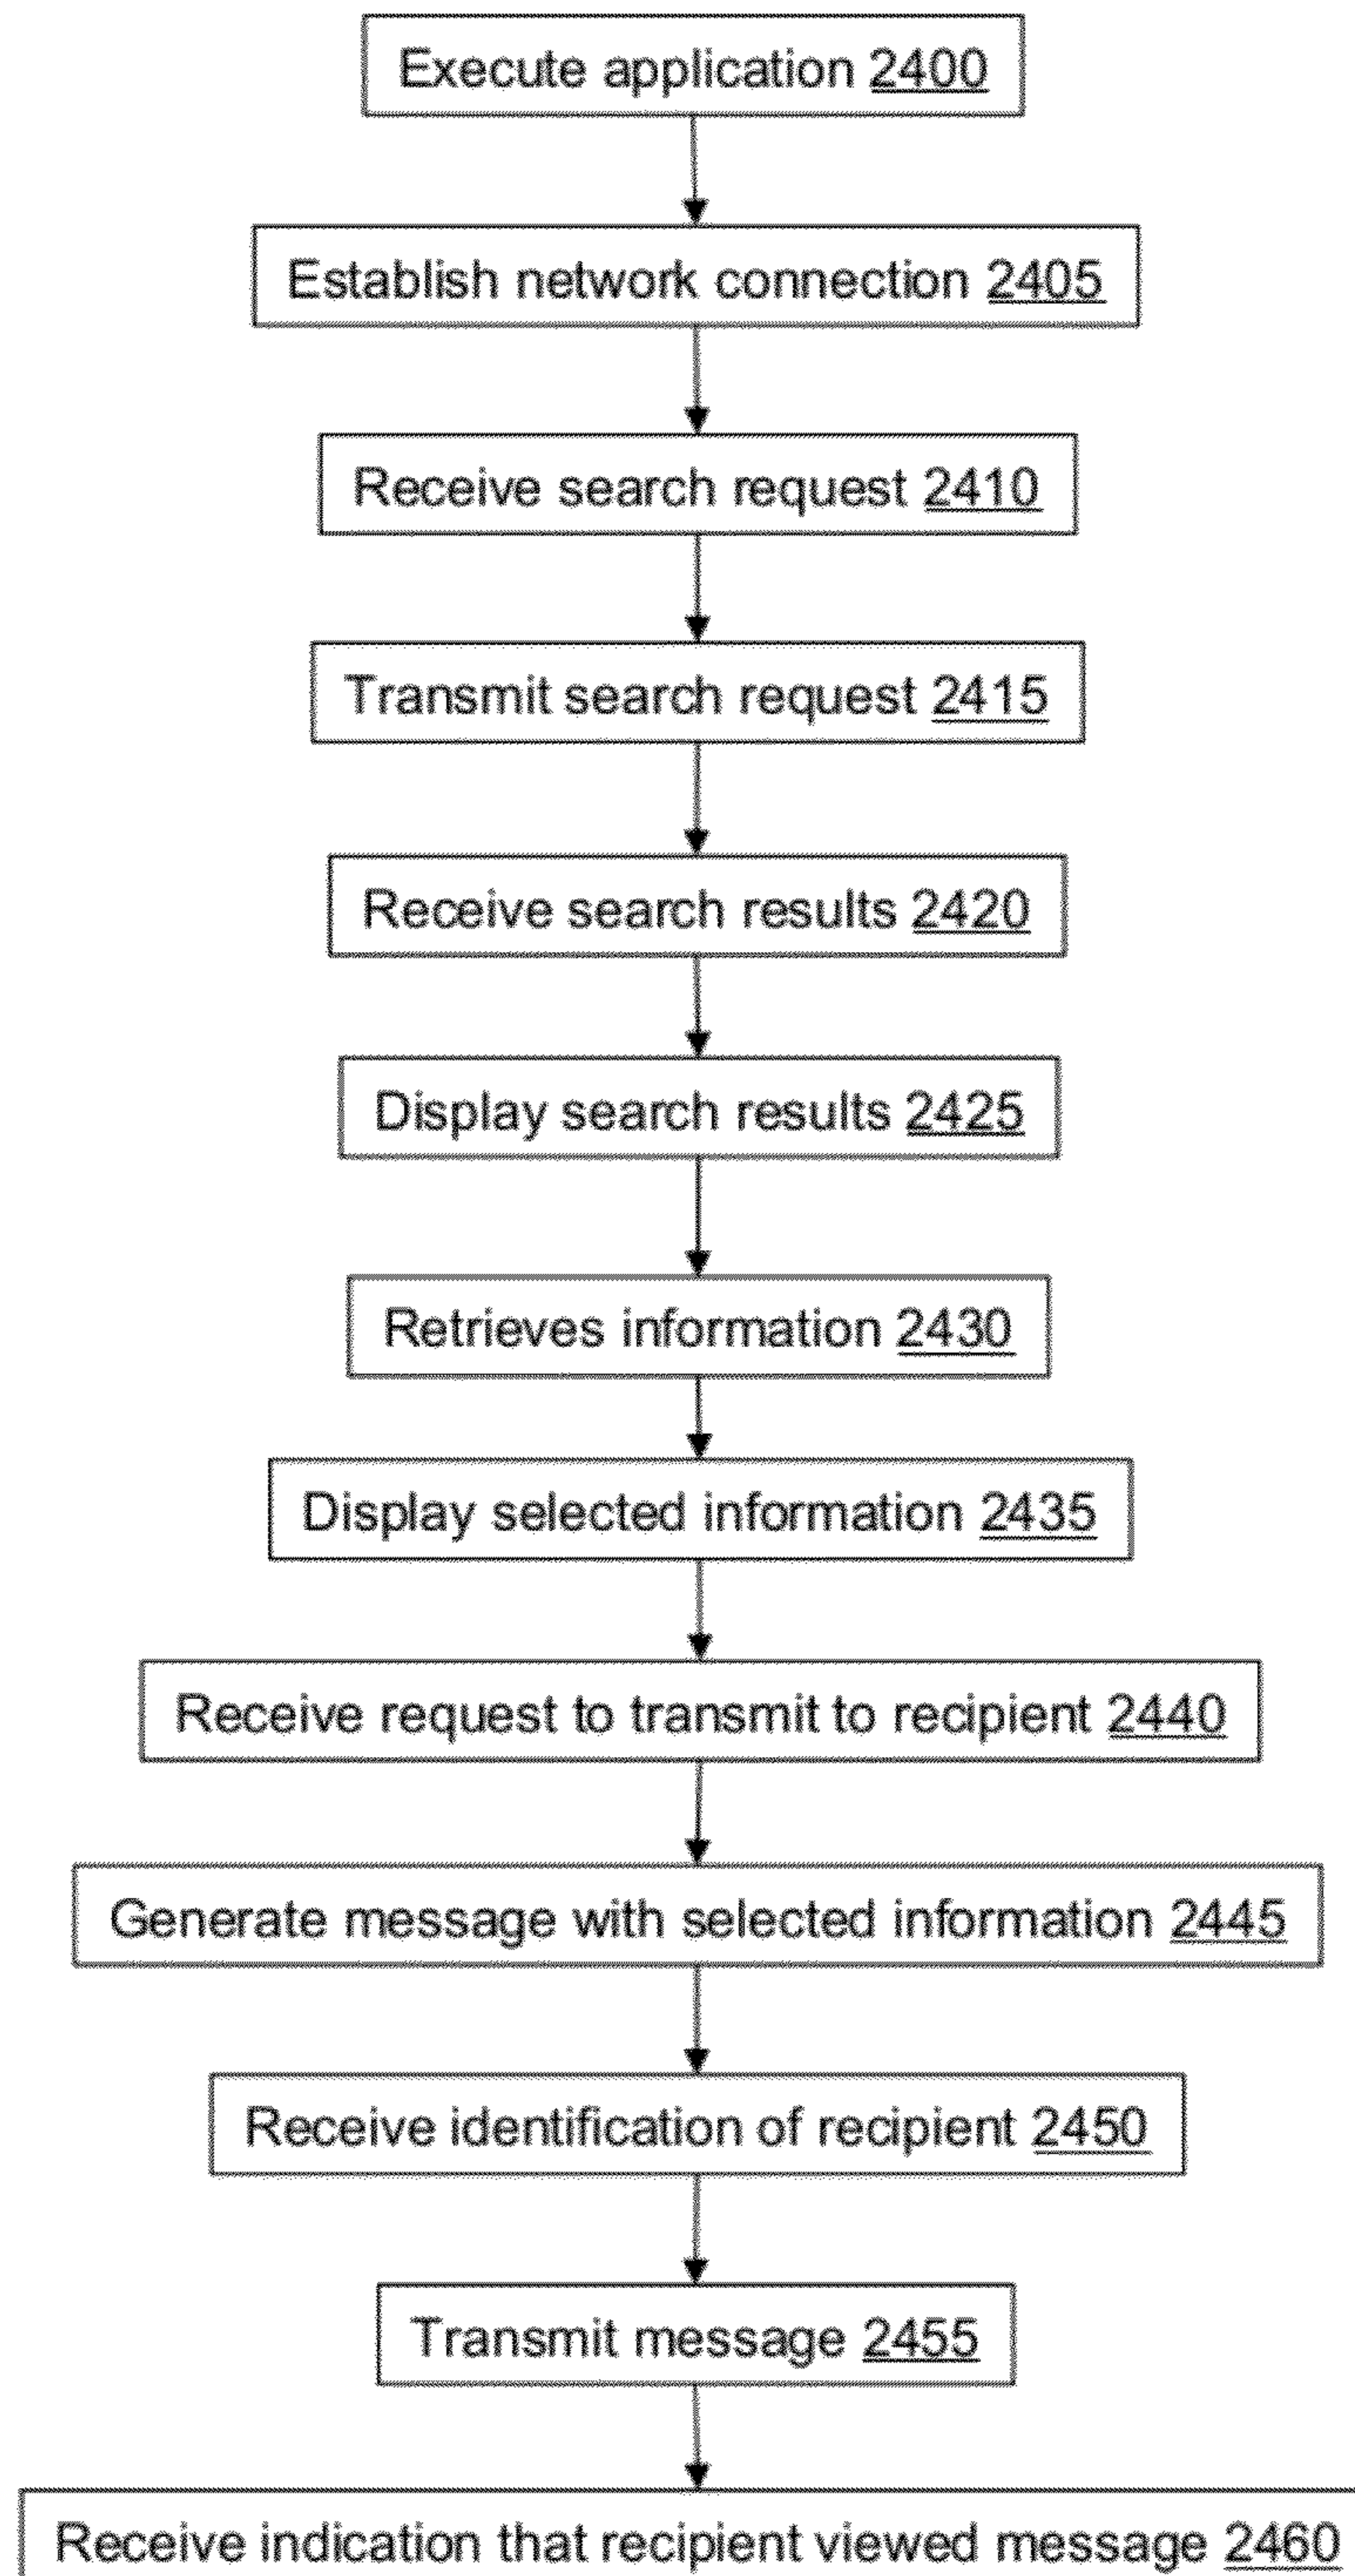 Execute application 2400
Establish network connection 2405
Receive search request 2410
Transmit search request 2415
Receive search results 2420
Display search results 2425
Retrieves information 2430
Display selected information 2435
Receive request to transmit to recipient 2440
Generate message with selected information 2445
Receive identification of recipient 2450
Transmit message 2455
Receive indication that recipient viewed message 2460